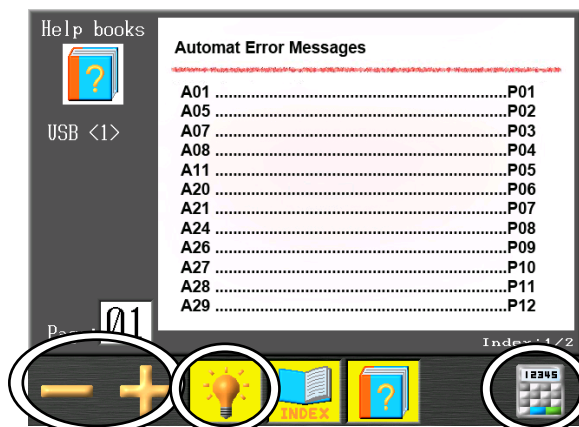 Help books
USB <1>
Automat Error Messages
A01 ..........................................................P01
A05 ..........................................................P02
A07 ..........................................................P03
A08 ..........................................................P04
A11 ..........................................................P05
A20 ..........................................................P06
A21 ..........................................................P07
A24 ..........................................................P08
A26 ..........................................................P09
A27 ..........................................................P10
A28 ..........................................................P11
A29 ..........................................................P12
01
Index:1/2
?
INDEX
?
12345